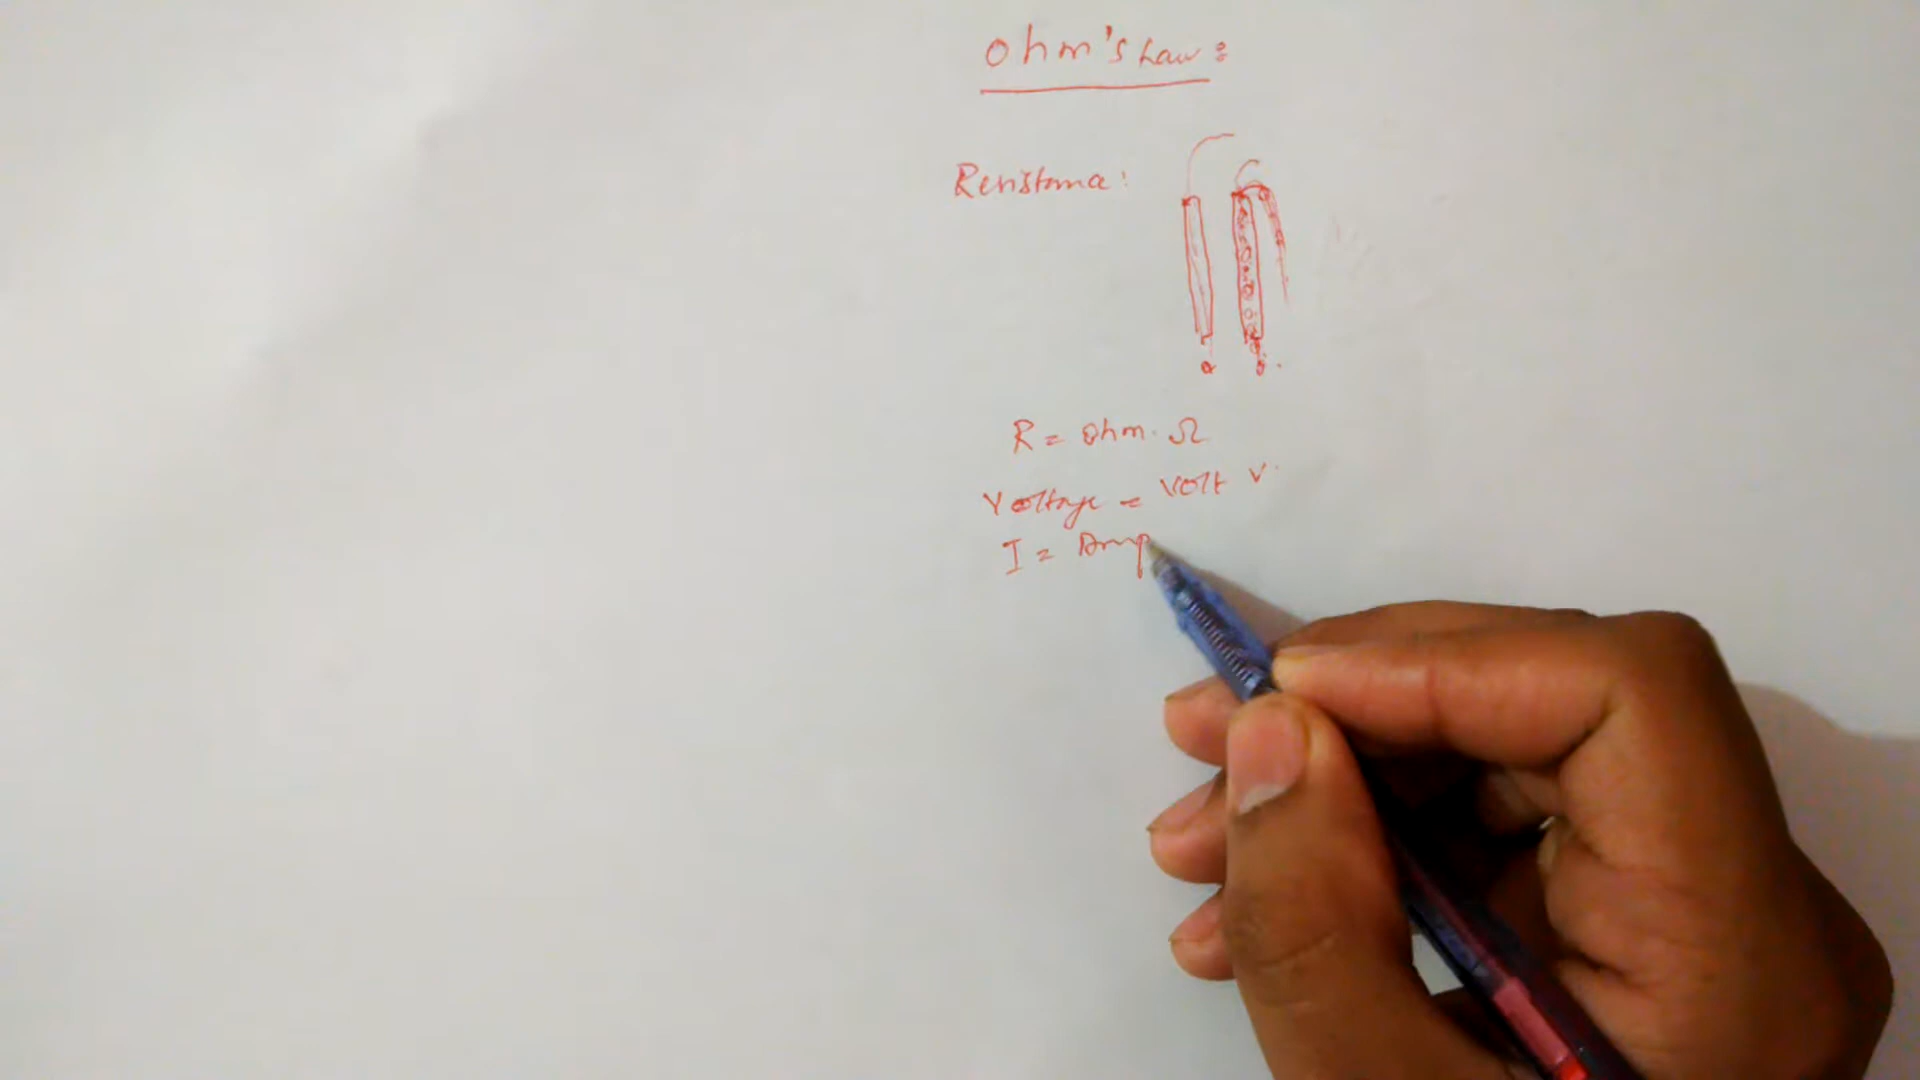 Ohm's Law:
Resistance:
R = Ohm. Ω
Voltage = Volt V.
I = Amp